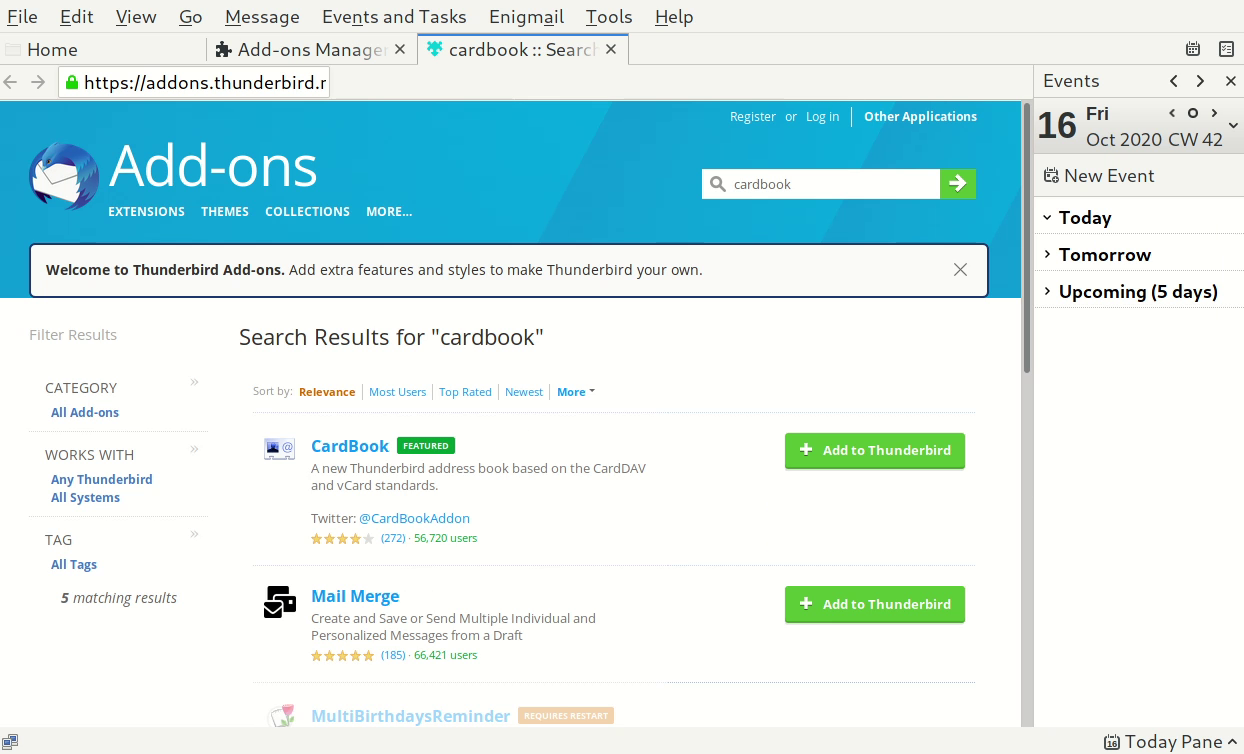 File Edit View Go Message Events and Tasks Enigmail Tools Help
Home
Add-ons Manage
cardbook :: Search
https://addons.thunderbird.r
Events
16
Fri
Oct 2020 CW 42
New Event
Today
Tomorrow
Upcoming (5 days)
Register or Log in Other Applications
Add-ons
cardbook
EXTENSIONS THEMES COLLECTIONS MORE...
Welcome to Thunderbird Add-ons. Add extra features and styles to make Thunderbird your own.
Filter Results
CATEGORY »
All Add-ons
WORKS WITH »
Any Thunderbird
All Systems
TAG »
All Tags
5 matching results
Search Results for "cardbook"
Sort by: Relevance Most Users Top Rated Newest More
CardBook FEATURED
A new Thunderbird address book based on the CardDAV
and vCard standards.
Twitter: @CardBookAddon
(272) · 56,720 users
Add to Thunderbird
Mail Merge
Create and Save or Send Multiple Individual and
Personalized Messages from a Draft
(185) · 66,421 users
Add to Thunderbird
MultiBirthdaysReminder REQUIRES RESTART
16 Today Pane